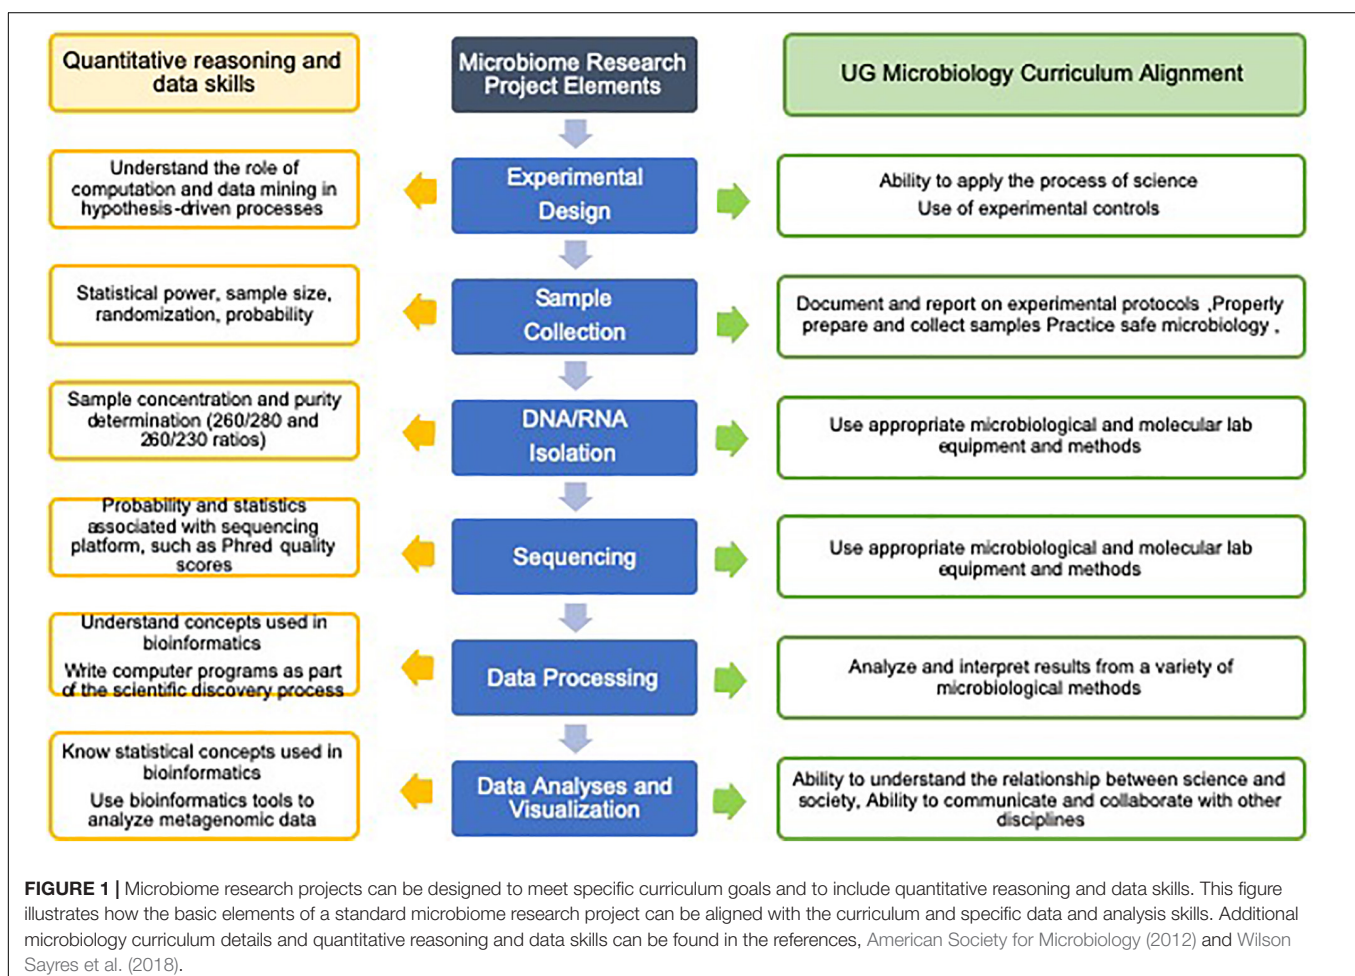 Quantitative reasoning and
data skills
Microbiome Research
Project Elements
UG Microbiology Curriculum Alignment
Understand the role of
computation and data mining in
hypothesis-driven processes
Experimental
Design
Ability to apply the process of science
Use of experimental controls
Statistical power, sample size,
randomization, probability
Sample
Collection
Document and report on experimental protocols ,Properly
prepare and collect samples Practice safe microbiology ,
Sample concentration and purity
determination (260/280 and
260/230 ratios)
DNA/RNA
Isolation
Use appropriate microbiological and molecular lab
equipment and methods
Probability and statistics
associated with sequencing
platform, such as Phred quality
scores
Sequencing
Use appropriate microbiological and molecular lab
equipment and methods
Understand concepts used in
bioinformatics
Write computer programs as part
of the scientific discovery process
Data Processing
Analyze and interpret results from a variety of
microbiological methods
Know statistical concepts used in
bioinformatics
Use bioinformatics tools to
analyze metagenomic data
Data Analyses and
Visualization
Ability to understand the relationship between science and
society, Ability to communicate and collaborate with other
disciplines
FIGURE 1 | Microbiome research projects can be designed to meet specific curriculum goals and to include quantitative reasoning and data skills. This figure
illustrates how the basic elements of a standard microbiome research project can be aligned with the curriculum and specific data and analysis skills. Additional
microbiology curriculum details and quantitative reasoning and data skills can be found in the references, American Society for Microbiology (2012) and Wilson
Sayres et al. (2018).